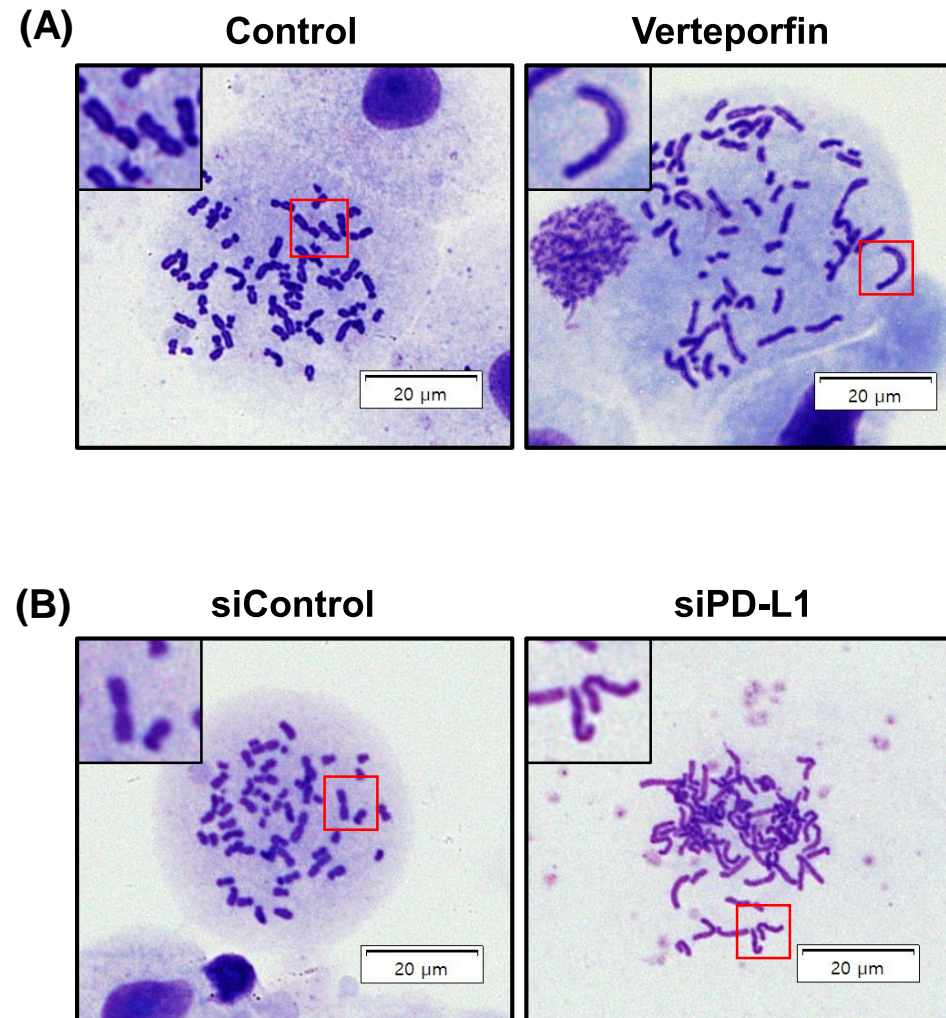 (A)
Control
Verteporfin
20 μm
20 μm
(B)
siControl
siPD-L1
20 μm
20 μm